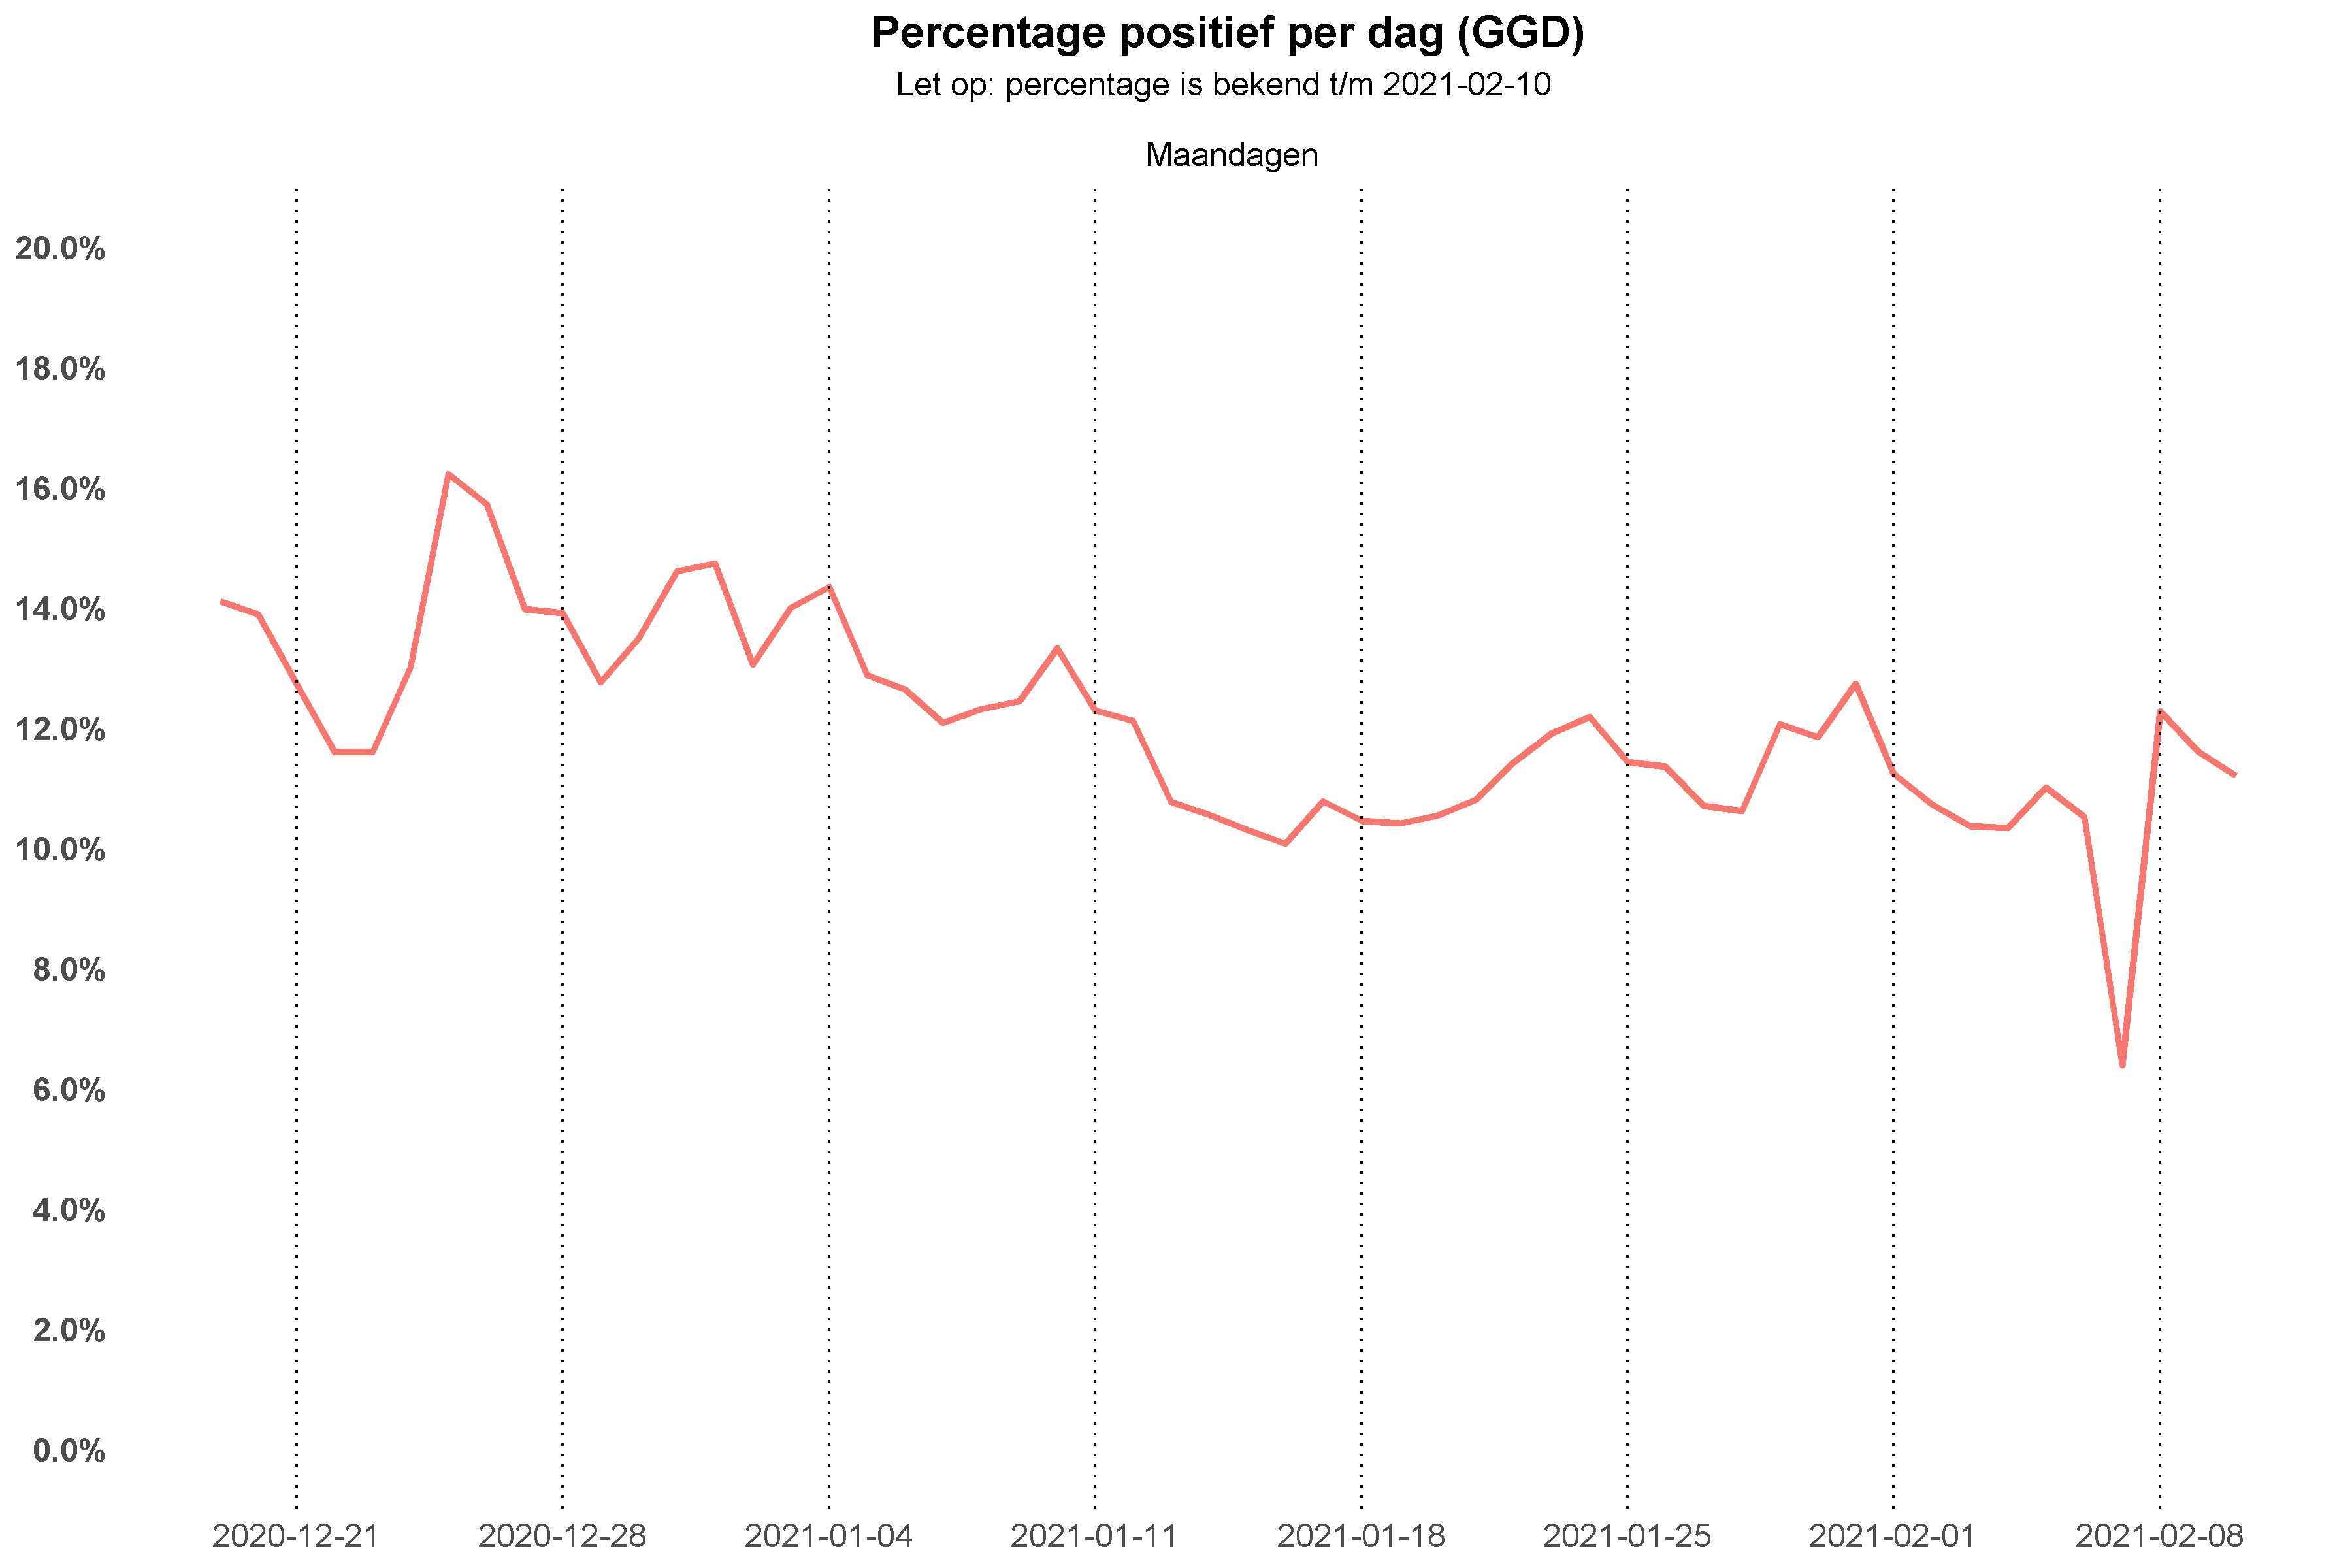 Percentage positief per dag (GGD)
Let op: percentage is bekend t/m 2021-02-10
Maandagen
20.0%
18.0%
16.0%
14.0%
12.0%
10.0%
8.0%
6.0%
4.0%
2.0%
0.0%
2020-12-21 2020-12-28 2021-01-04 2021-01-11 2021-01-18 2021-01-25 2021-02-01 2021-02-08